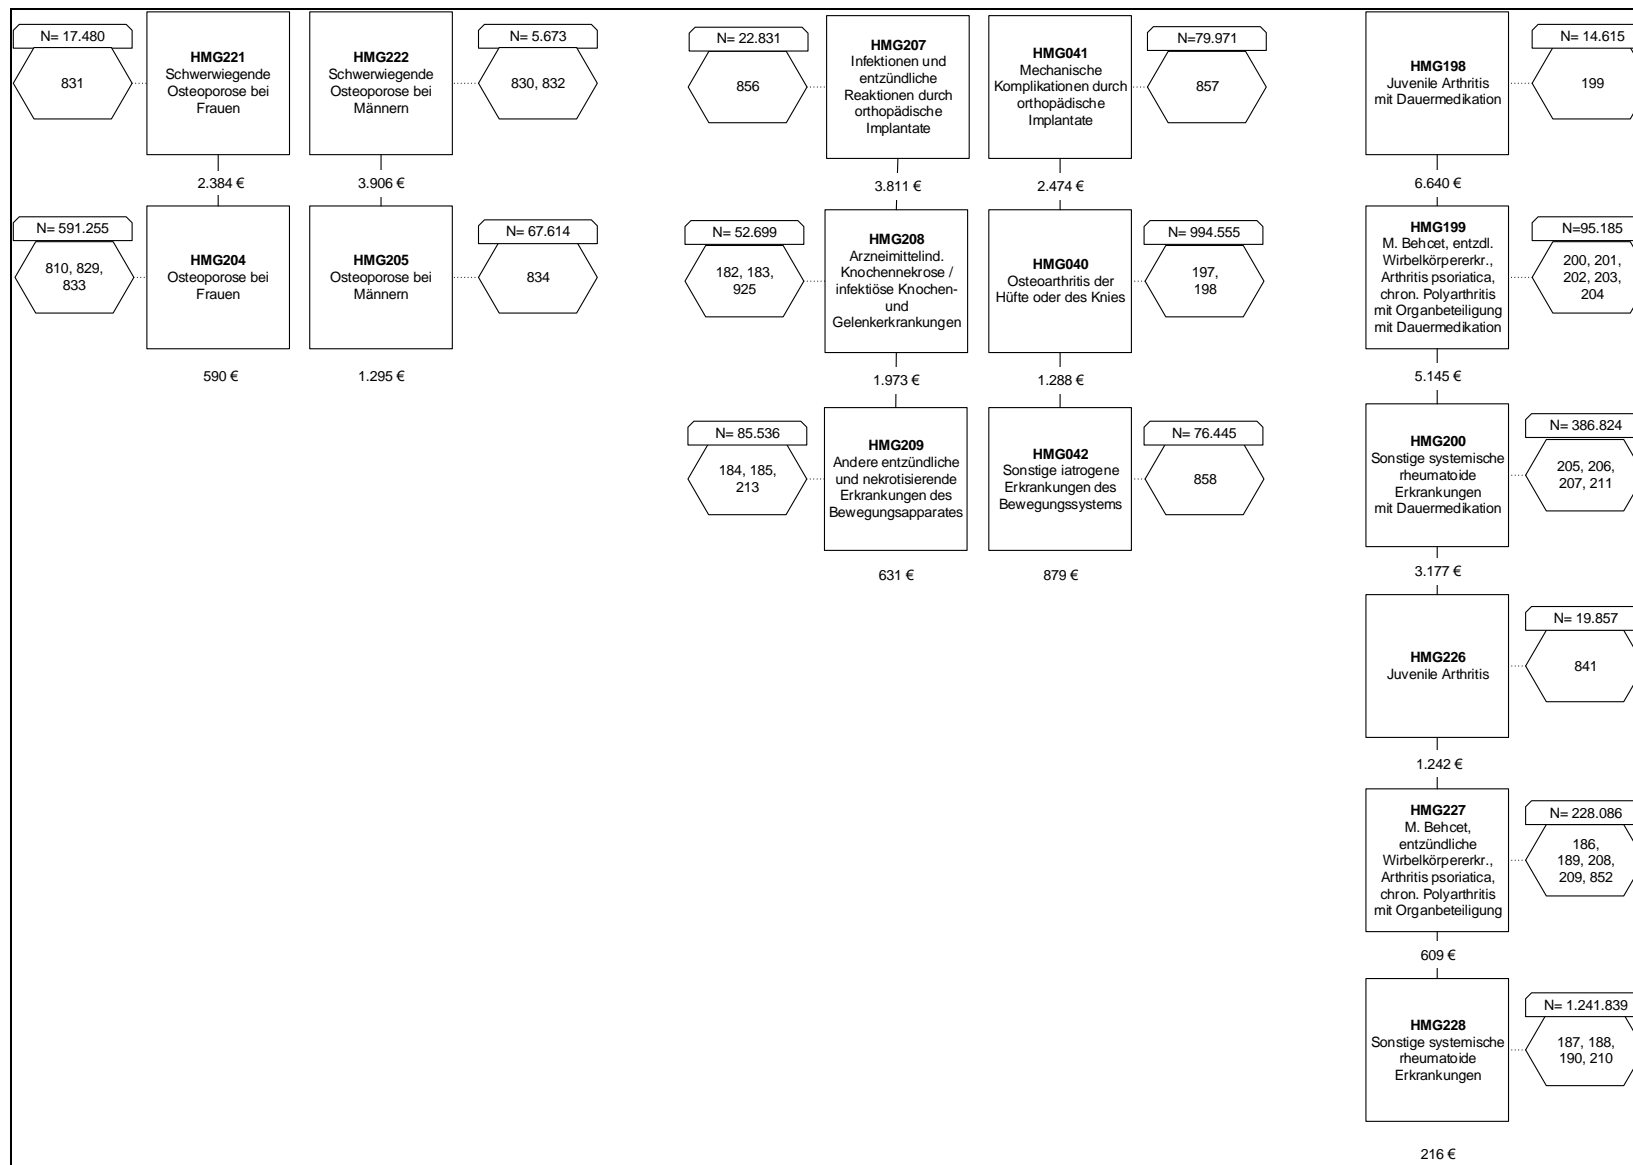 N= 17.480
831
HMG221
Schwerwiegende
Osteoporose bei
Frauen
2.384 €
HMG222
Schwerwiegende
Osteoporose bei
Männern
3.906 €
N= 5.673
830, 832
N= 591.255
810, 829,
833
HMG204
Osteoporose bei
Frauen
590 €
HMG205
Osteoporose bei
Männern
1.295 €
N= 67.614
834
N= 22.831
856
HMG207
Infektionen und
entzündliche
Reaktionen durch
orthopädische
Implantate
3.811 €
HMG041
Mechanische
Komplikationen durch
orthopädische
Implantate
2.474 €
N=79.971
857
N= 52.699
182, 183,
925
HMG208
Arzneimittelind.
Knochennekrose /
infektiöse Knochen-
und
Gelenkerkrankungen
1.973 €
HMG040
Osteoarthritis der
Hüfte oder des Knies
1.288 €
N= 994.555
197,
198
N= 85.536
184, 185,
213
HMG209
Andere entzündliche
und nekrotisierende
Erkrankungen des
Bewegungsapparates
631 €
HMG042
Sonstige iatrogene
Erkrankungen des
Bewegungssystems
879 €
N= 76.445
858
HMG198
Juvenile Arthritis
mit Dauermedikation
6.640 €
N= 14.615
199
HMG199
M. Behcet, entzdl.
Wirbelkörpererkr.,
Arthritis psoriatica,
chron. Polyarthritis
mit Organbeteiligung
mit Dauermedikation
5.145 €
N=95.185
200, 201,
202, 203,
204
HMG200
Sonstige systemische
rheumatoide
Erkrankungen
mit Dauermedikation
3.177 €
N= 386.824
205, 206,
207, 211
HMG226
Juvenile Arthritis
1.242 €
N= 19.857
841
HMG227
M. Behcet,
entzündliche
Wirbelkörpererkr.,
Arthritis psoriatica,
chron. Polyarthritis
mit Organbeteiligung
609 €
N= 228.086
186,
189, 208,
209, 852
HMG228
Sonstige systemische
rheumatoide
Erkrankungen
216 €
N= 1.241.839
187, 188,
190, 210